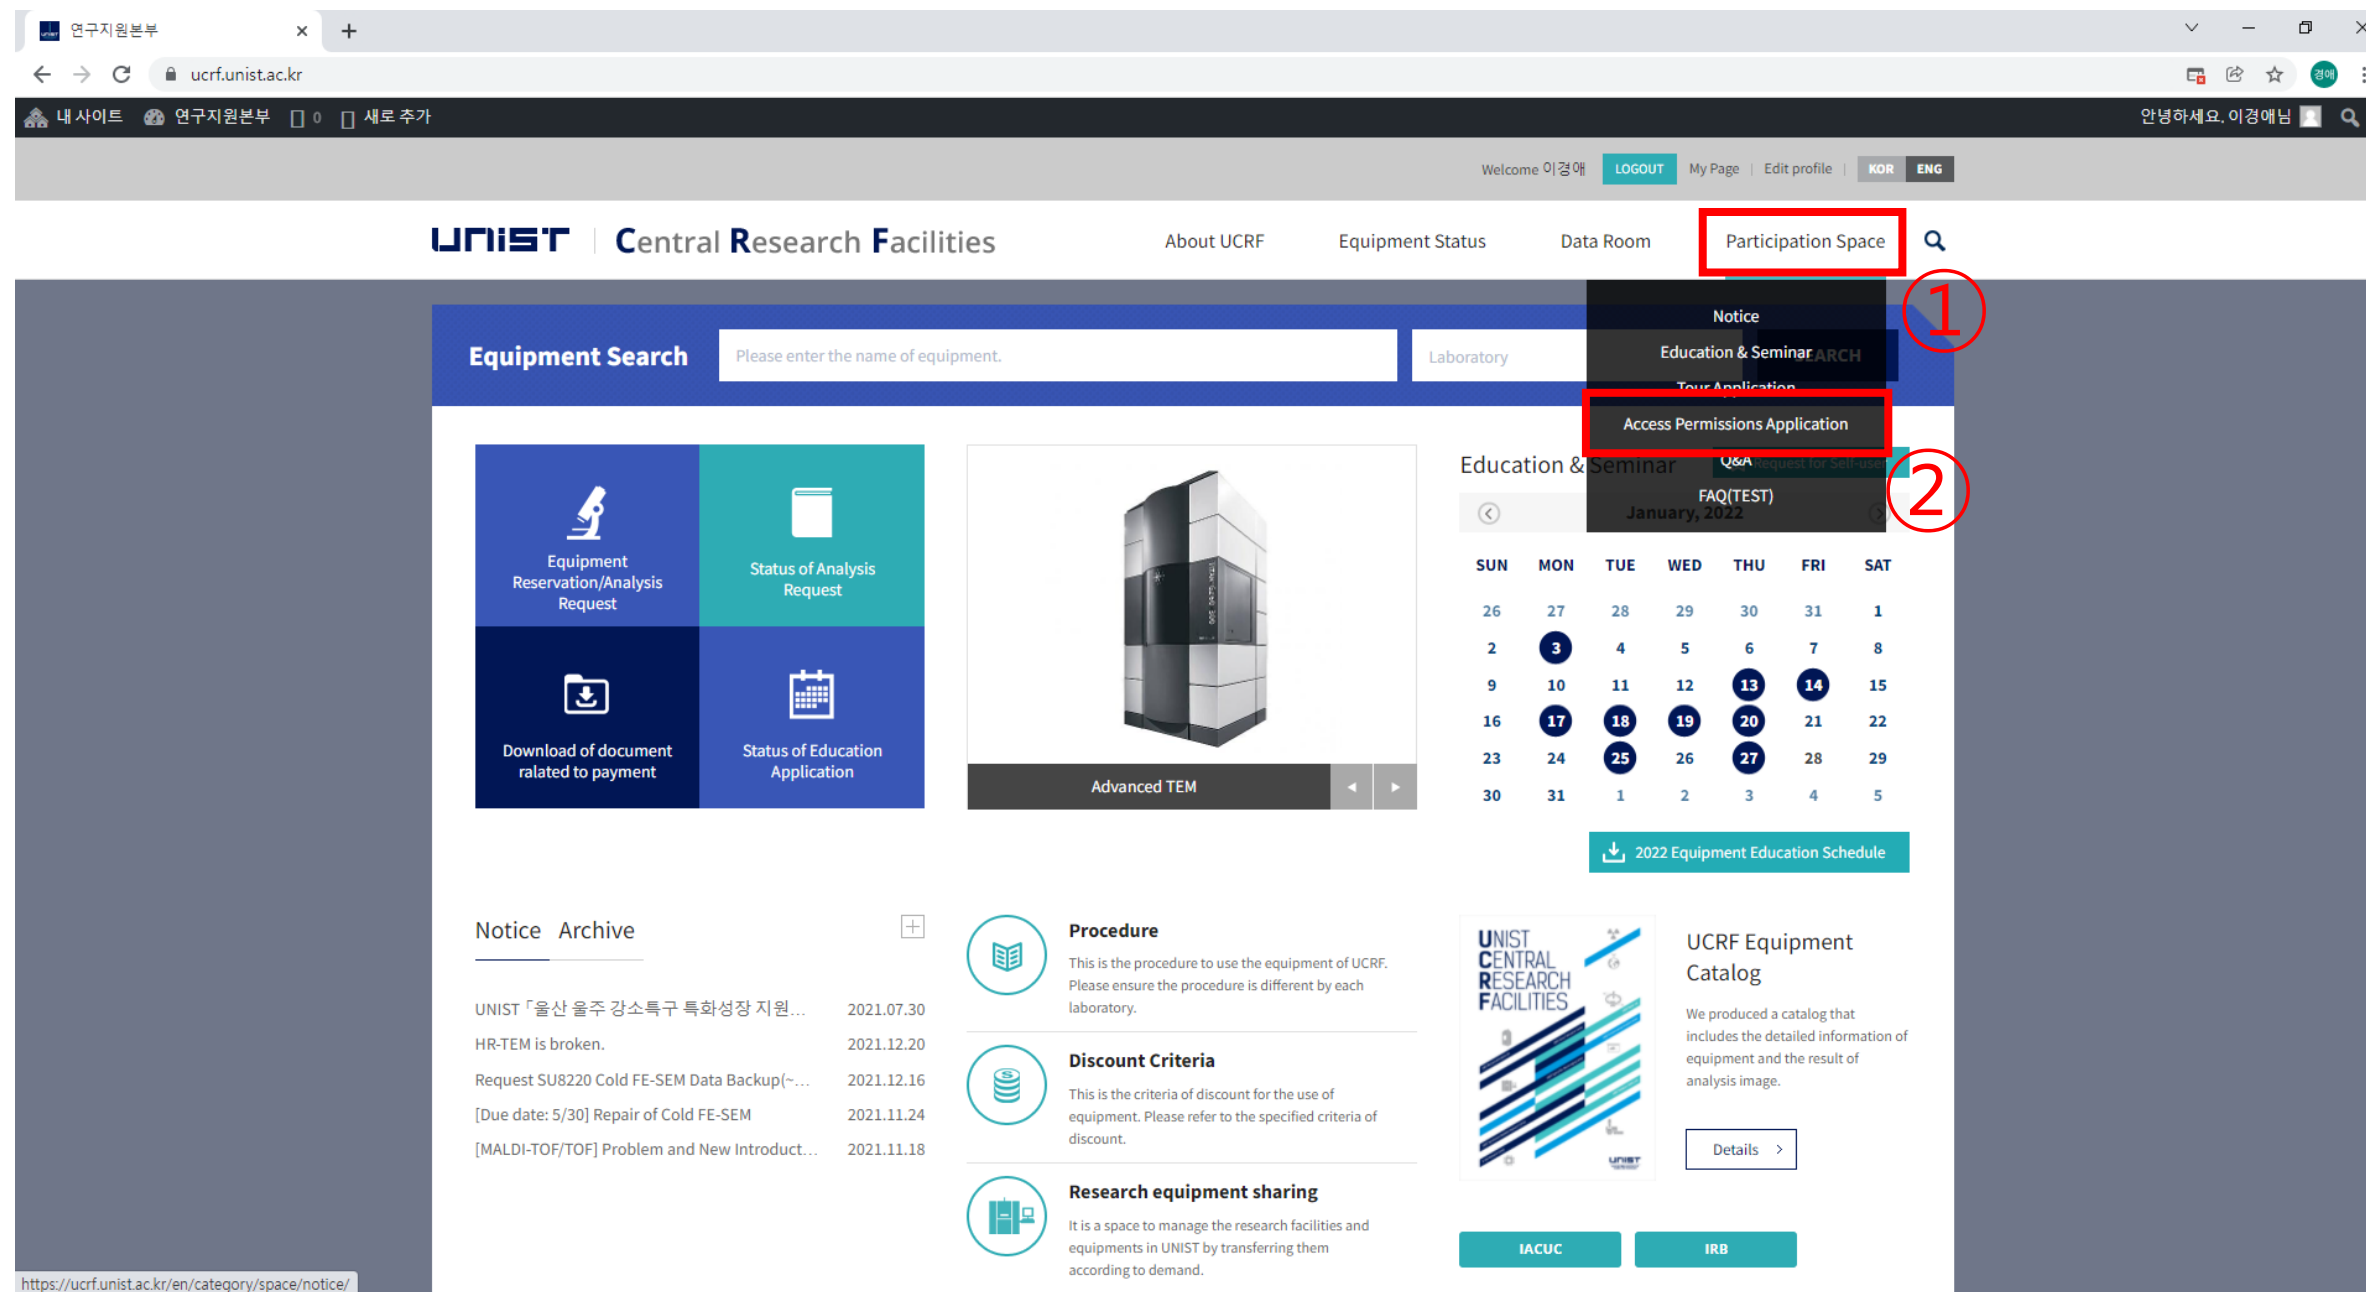 연구지원본부
ucrf.unist.ac.kr
경애
내 사이트 연구지원본부 0 새로 추가
안녕하세요, 이경애님
Welcome 이경애 LOGOUT My Page | Edit profile | KOR ENG
UNIST Central Research Facilities
About UCRF Equipment Status Data Room Participation Space
①
Notice
Education & Seminar
Tour Application
Access Permissions Application
Q&A
FAQ(TEST)
②
Equipment Search
Please enter the name of equipment.
Laboratory
SEARCH
Equipment
Reservation/Analysis
Request
Status of Analysis
Request
Download of document
ralated to payment
Status of Education
Application
Advanced TEM
Education & Seminar
Request for Self-user
January, 2022
SUN MON TUE WED THU FRI SAT
26 27 28 29 30 31 1
2 3 4 5 6 7 8
9 10 11 12 13 14 15
16 17 18 19 20 21 22
23 24 25 26 27 28 29
30 31 1 2 3 4 5
2022 Equipment Education Schedule
Notice Archive
UNIST「울산 울주 강소특구 특화성장 지원... 2021.07.30
HR-TEM is broken. 2021.12.20
Request SU8220 Cold FE-SEM Data Backup(~... 2021.12.16
[Due date: 5/30] Repair of Cold FE-SEM 2021.11.24
[MALDI-TOF/TOF] Problem and New Introduct... 2021.11.18
Procedure
This is the procedure to use the equipment of UCRF.
Please ensure the procedure is different by each
laboratory.
Discount Criteria
This is the criteria of discount for the use of
equipment. Please refer to the specified criteria of
discount.
Research equipment sharing
It is a space to manage the research facilities and
equipments in UNIST by transferring them
according to demand.
UNIST
CENTRAL
RESEARCH
FACILITIES
UNIST
UCRF Equipment
Catalog
We produced a catalog that
includes the detailed information of
equipment and the result of
analysis image.
Details >
IACUC IRB
https://ucrf.unist.ac.kr/en/category/space/notice/